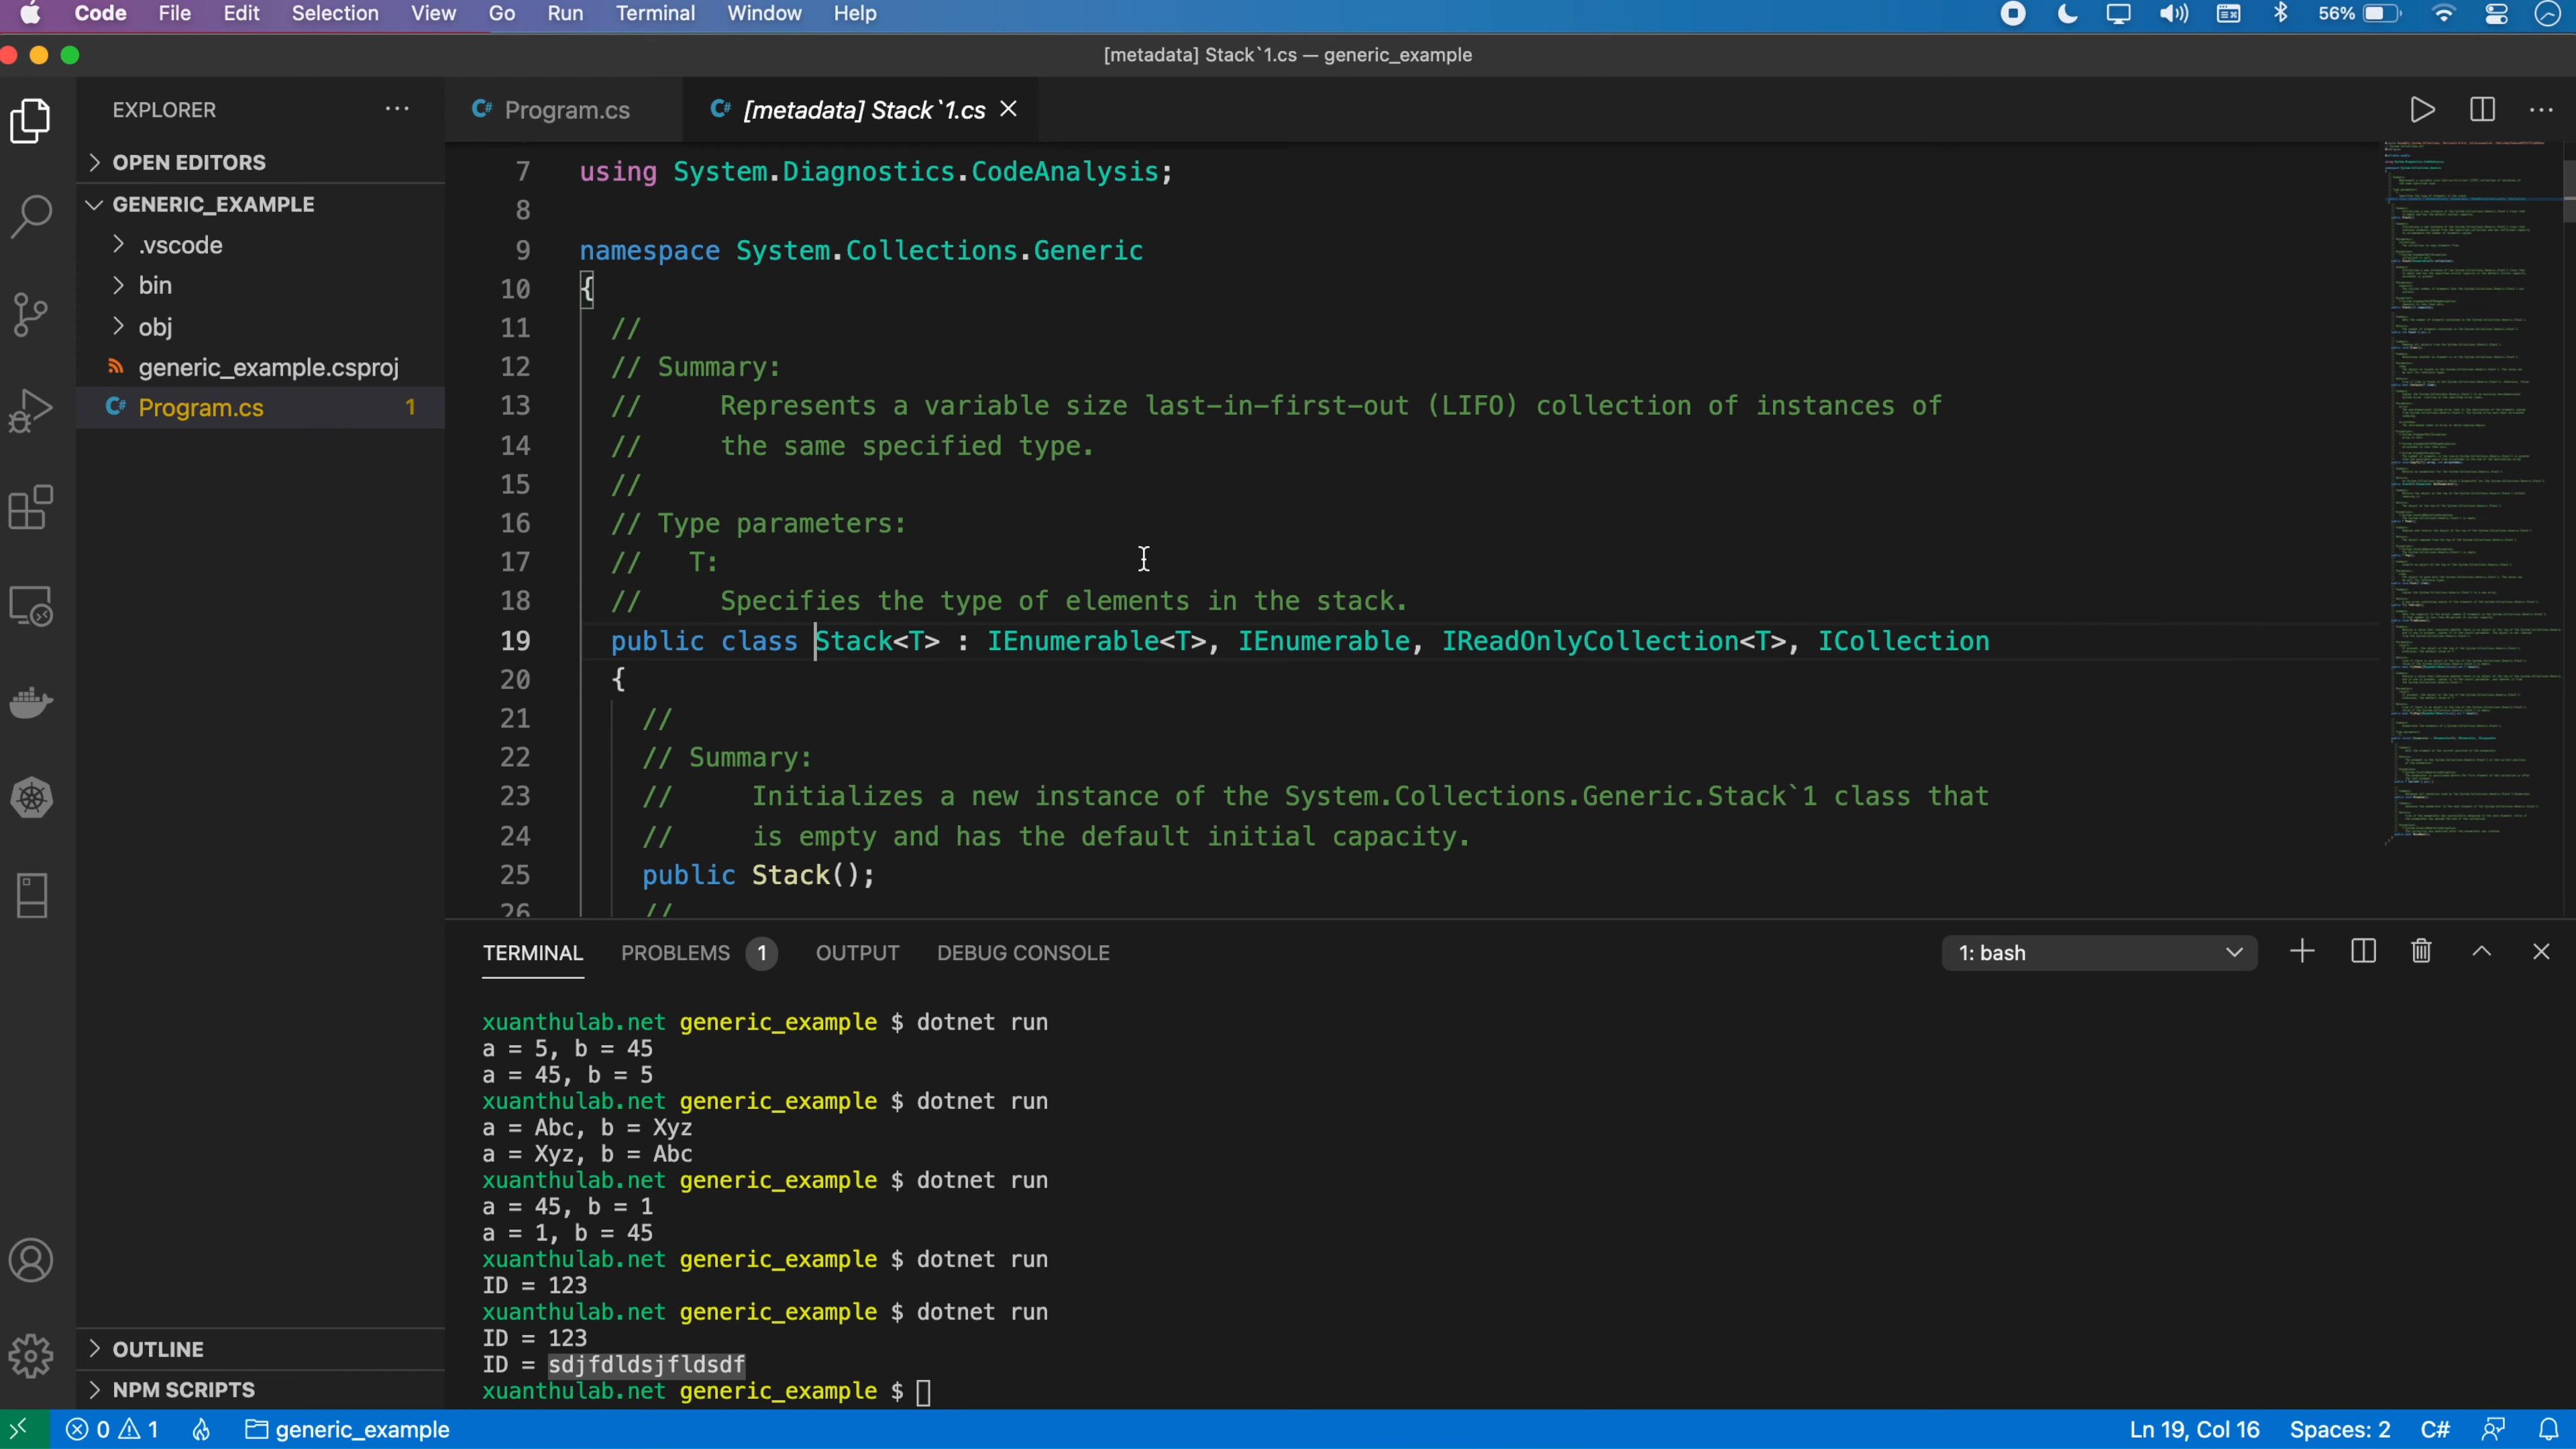 Code File Edit Selection View Go Run Terminal Window Help 56%
[metadata] Stack`1.cs — generic_example
EXPLORER
OPEN EDITORS
GENERIC_EXAMPLE
.vscode
bin
obj
generic_example.csproj
Program.cs 1
OUTLINE
NPM SCRIPTS
Program.cs [metadata] Stack`1.cs
7 using System.Diagnostics.CodeAnalysis;
8
9 namespace System.Collections.Generic
10 {
11 //
12 // Summary:
13 // Represents a variable size last-in-first-out (LIFO) collection of instances of
14 // the same specified type.
15 //
16 // Type parameters:
17 // T:
18 // Specifies the type of elements in the stack.
19 public class Stack<T> : IEnumerable<T>, IEnumerable, IReadOnlyCollection<T>, ICollection
20 {
21 //
22 // Summary:
23 // Initializes a new instance of the System.Collections.Generic.Stack`1 class that
24 // is empty and has the default initial capacity.
25 public Stack();
26 //
TERMINAL PROBLEMS 1 OUTPUT DEBUG CONSOLE 1: bash
xuanthulab.net generic_example $ dotnet run
a = 5, b = 45
a = 45, b = 5
xuanthulab.net generic_example $ dotnet run
a = Abc, b = Xyz
a = Xyz, b = Abc
xuanthulab.net generic_example $ dotnet run
a = 45, b = 1
a = 1, b = 45
xuanthulab.net generic_example $ dotnet run
ID = 123
xuanthulab.net generic_example $ dotnet run
ID = 123
ID = sdjfdldsjfldsdf
xuanthulab.net generic_example $
0 1 generic_example Ln 19, Col 16 Spaces: 2 C#